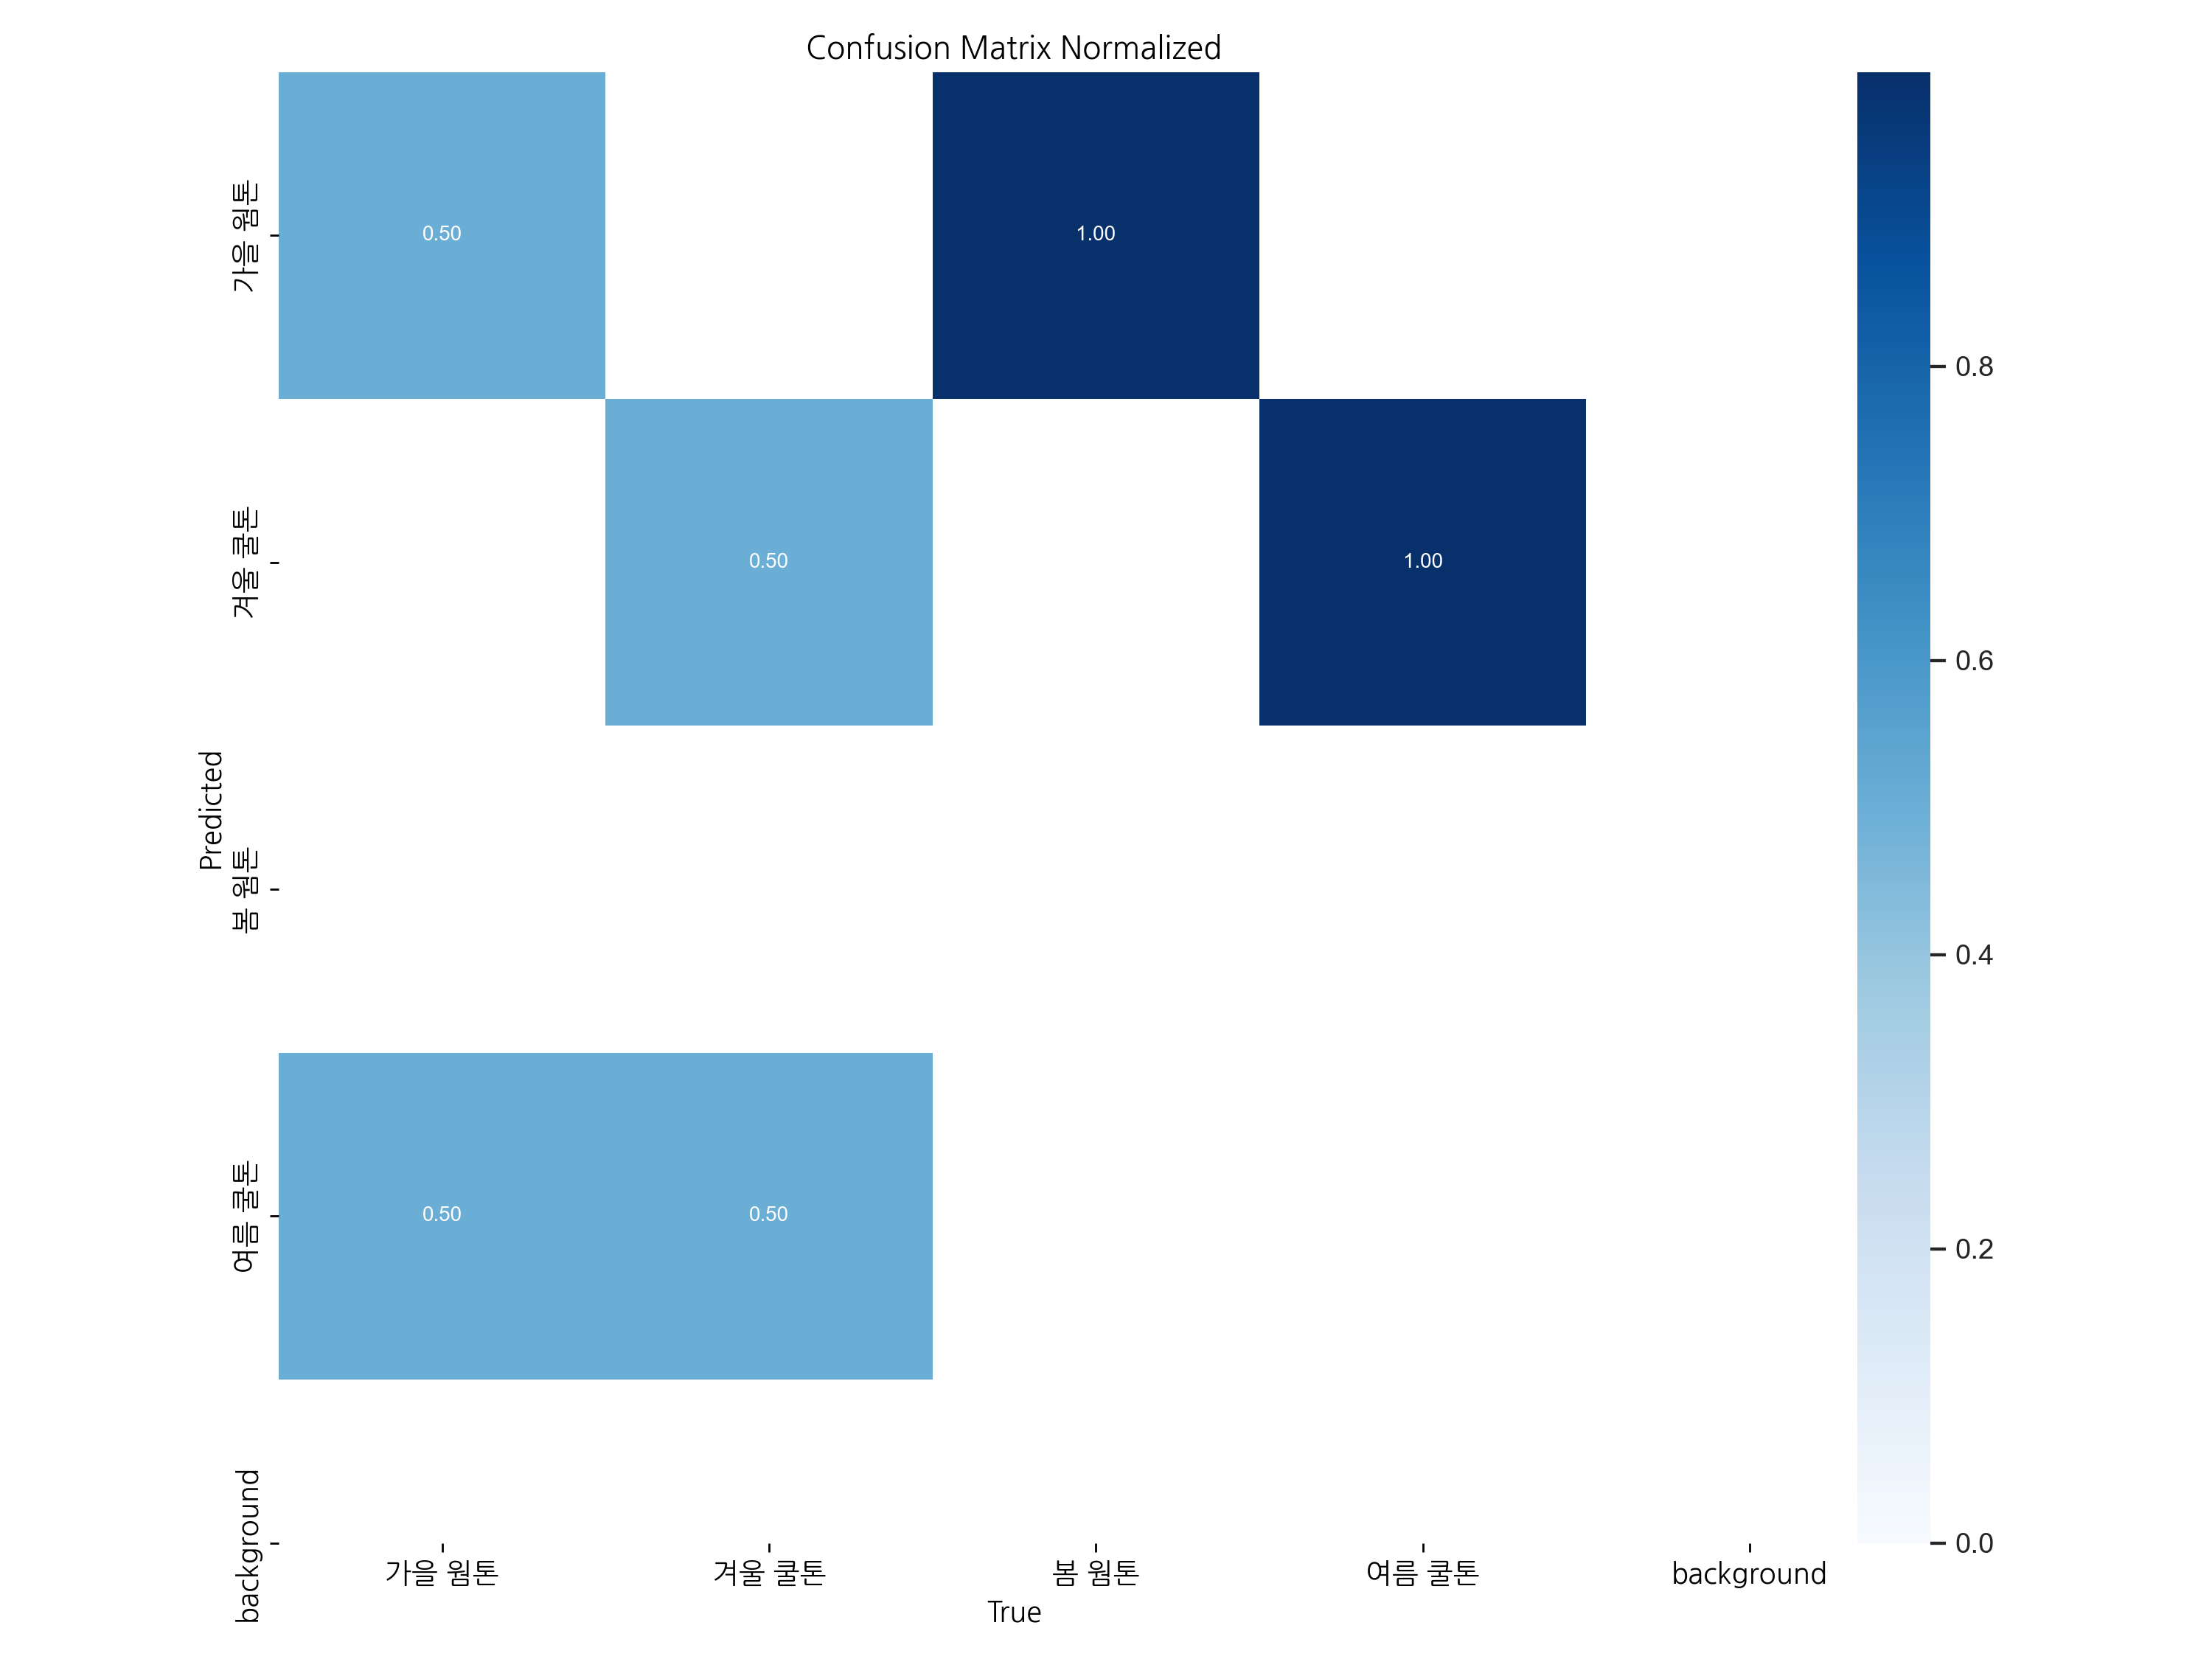 Confusion Matrix Normalized
Predicted
가을 웜톤
0.50
1.00
겨울 쿨톤
0.50
1.00
봄 웜톤
여름 쿨톤
0.50
0.50
background
가을 웜톤
겨울 쿨톤
봄 웜톤
여름 쿨톤
background
True
0.8
0.6
0.4
0.2
0.0